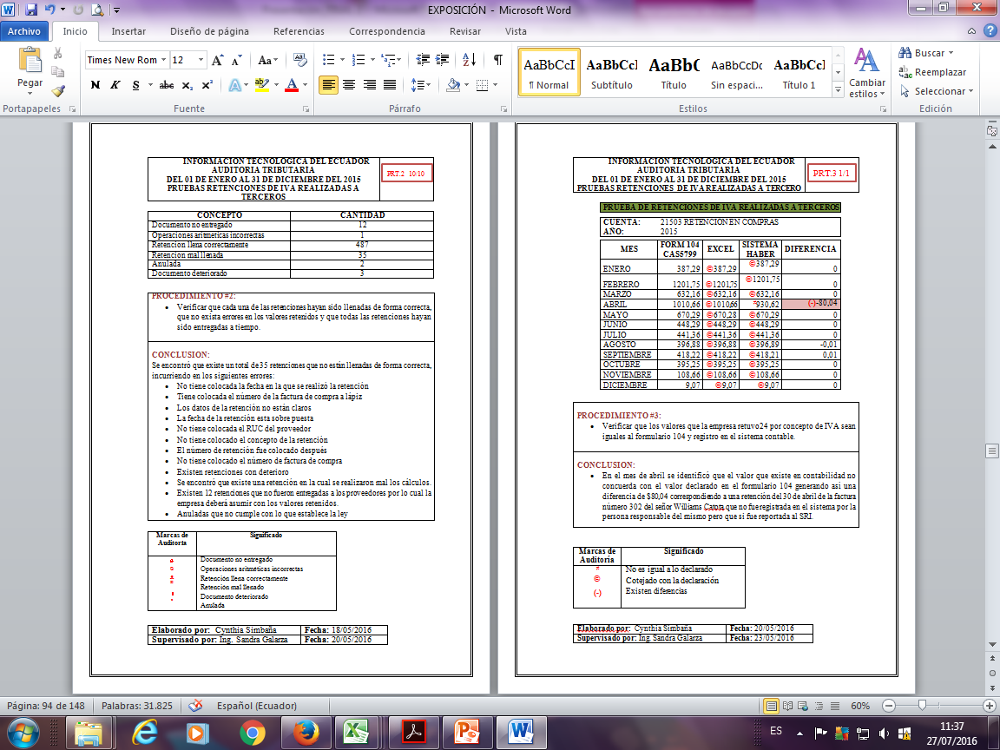 EXPOSICIÓN - Microsoft Word
Archivo Inicio Insertar Diseño de página Referencias Correspondencia Revisar Vista
Pegar
Times New Rom 12
Aa
N K S abc x₂ x² A ab A
AaBbCcI AaBbCcl AaBbC AaBbCcDc AaBbCcl
¶ Normal Subtítulo Título Sin espaci... Título 1
Cambiar estilos
Buscar
Reemplazar
Seleccionar
Portapapeles Fuente Párrafo Estilos Edición
INFORMACION TECNOLOGICA DEL ECUADOR
AUDITORIA TRIBUTARIA
DEL 01 DE ENERO AL 31 DE DICIEMBRE DEL 2015
PRUEBAS RETENCIONES DE IVA REALIZADAS A
TERCEROS
PRT.2 10/10
CONCEPTO CANTIDAD
Documento no entregado 12
Operaciones aritmeticas incorrectas 1
Retencion llena correctamente 487
Retencion mal llenada 35
Anulada 2
Documento deteriorado 3
PROCEDIMIENTO #2:
• Verificar que cada una de las retenciones hayan sido llenadas de forma correcta,
que no exista errores en los valores retenidos y que todas las retenciones hayan
sido entregadas a tiempo.
CONCLUSION:
Se encontró que existe un total de 35 retenciones que no están llenadas de forma correcta,
incurriendo en los siguientes errores:
• No tiene colocada la fecha en la que se realizó la retención
• Tiene colocada el número de la factura de compra a lápiz
• Los datos de la retención no están claros
• La fecha de la retención esta sobre puesta
• No tiene colocada el RUC del proveedor
• No tiene colocado el concepto de la retención
• El número de retención fue colocado después
• No tiene colocado el número de factura de compra
• Existen retenciones con deterioro
• Se encontró que existe una retención en la cual se realizaron mal los cálculos.
• Existen 12 retenciones que no fueron entregadas a los proveedores por lo cual la
empresa deberá asumir con los valores retenidos.
• Anuladas que no cumple con lo que establece la ley
Marcas de Auditoría Significado
Documento no entregado
Operaciones aritméticas incorrectas
Retención llena correctamente
Retención mal llenado
Documento deteriorado
Anulada
Elaborado por: Cynthia Simbaña Fecha: 18/05/2016
Supervisado por: Ing. Sandra Galarza Fecha: 20/05/2016
INFORMACION TECNOLOGICA DEL ECUADOR
AUDITORIA TRIBUTARIA
DEL 01 DE ENERO AL 31 DE DICIEMBRE DEL 2015
PRUEBAS RETENCIONES DE IVA REALIZADAS A TERCERO
PRT.3 1/1
PRUEBA DE RETENCIONES DE IVA REALIZADAS A TERCEROS
CUENTA: 21503 RETENCION EN COMPRAS
AÑO: 2015
MES FORM 104 CAS5799 EXCEL SISTEMA HABER DIFERENCIA
ENERO 387,29 ©387,29 ©387,29 0
FEBRERO 1201,75 ©1201,75 ©1201,75 0
MARZO 632,16 ©632,16 ©632,16 0
ABRIL 1010,66 ©1010,66 ≠930,62 (-)-80,04
MAYO 670,29 ©670,28 ©670,29 0
JUNIO 448,29 ©448,29 ©448,29 0
JULIO 441,36 ©441,36 ©441,36 0
AGOSTO 396,88 ©396,88 ©396,89 -0,01
SEPTIEMBRE 418,22 ©418,22 ©418,21 0,01
OCTUBRE 395,25 ©395,25 ©395,25 0
NOVIEMBRE 108,66 ©108,66 ©108,66 0
DICIEMBRE 9,07 ©9,07 ©9,07 0
PROCEDIMIENTO #3:
• Verificar que los valores que la empresa retuvo24 por concepto de IVA sean
iguales al formulario 104 y registro en el sistema contable.
CONCLUSION:
• En el mes de abril se identificó que el valor que existe en contabilidad no
concuerda con el valor declarado en el formulario 104 generando así una
diferencia de $80,04 correspondiendo a una retención del 30 de abril de la factura
número 302 del señor Williams Catota que no fue registrada en el sistema por la
persona responsable del mismo pero que si fue reportada al SRI.
Marcas de Auditoría Significado
≠ No es igual a lo declarado
© Cotejado con la declaración
(-) Existen diferencias
Elaborado por: Cynthia Simbaña Fecha: 20/05/2016
Supervisado por: Ing. Sandra Galarza Fecha: 23/05/2016
Página: 94 de 148 Palabras: 31.825 Español (Ecuador) 60%
ES 11:37
27/07/2016